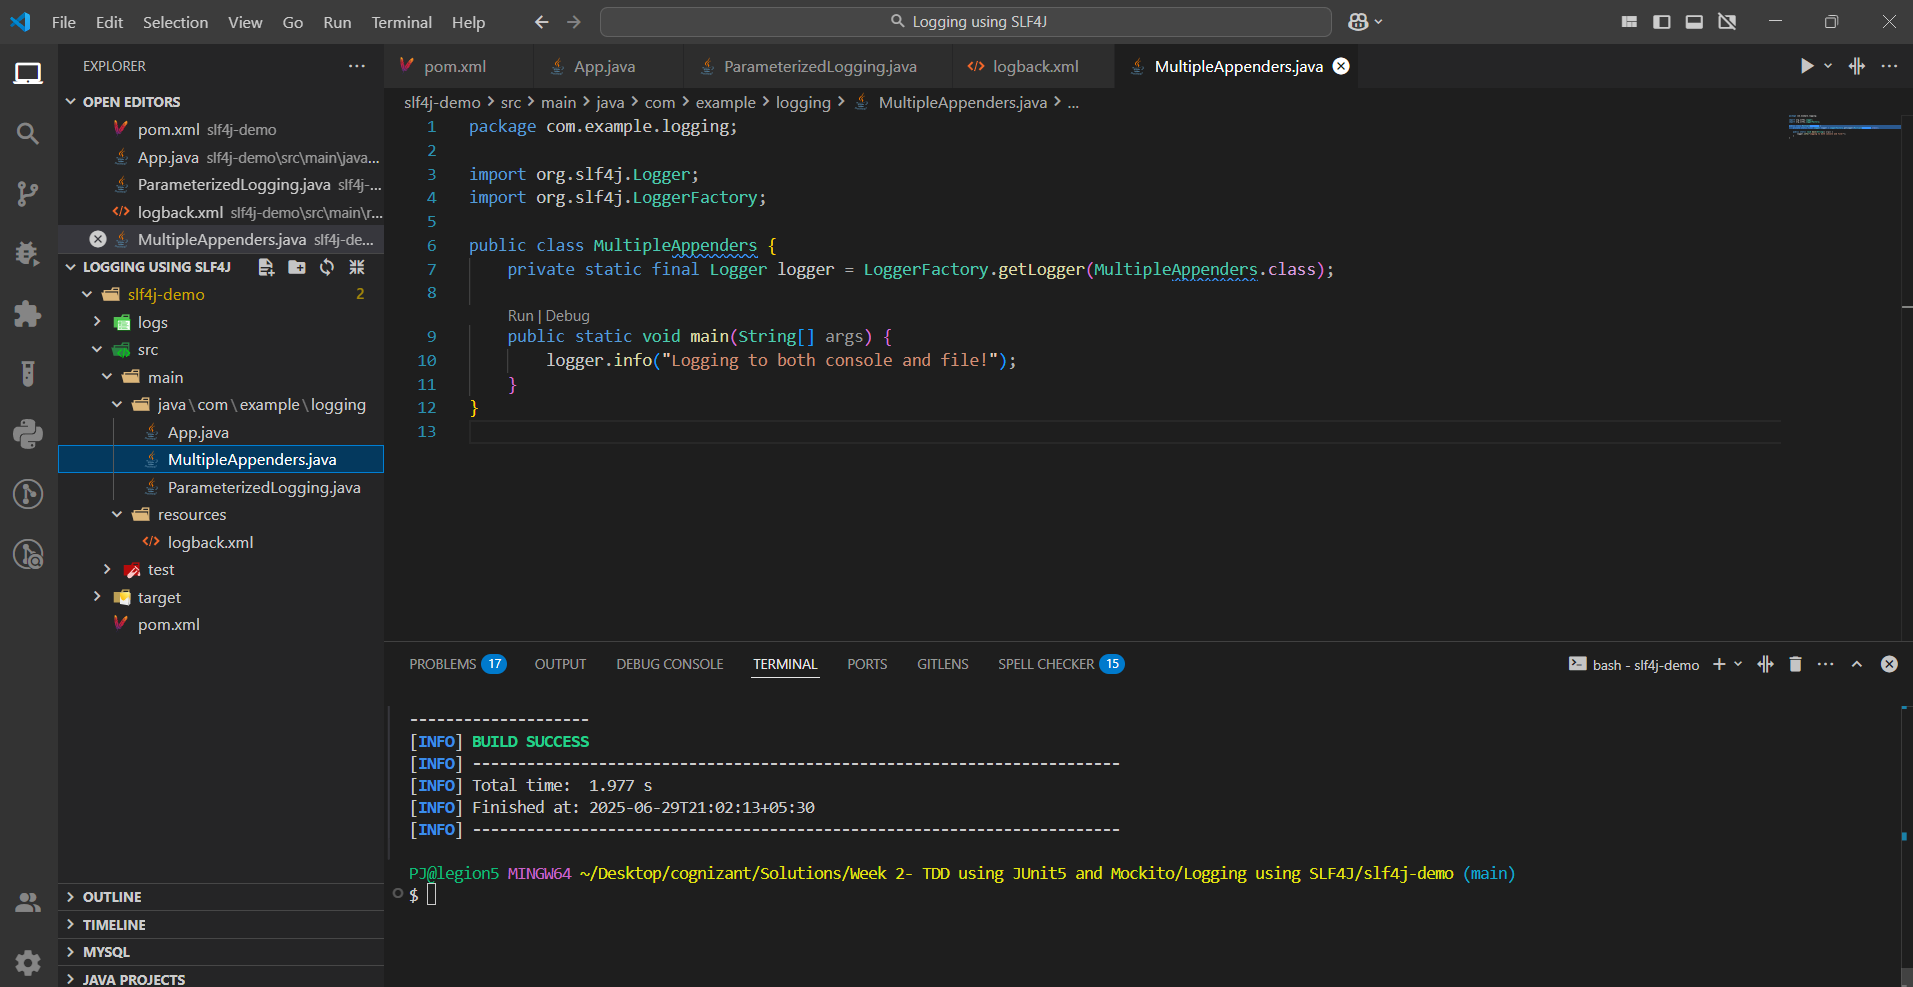 File Edit Selection View Go Run Terminal Help
Logging using SLF4J
EXPLORER
OPEN EDITORS
pom.xml slf4j-demo
App.java slf4j-demo\src\main\java...
ParameterizedLogging.java slf4j-...
logback.xml slf4j-demo\src\main\r...
MultipleAppenders.java slf4j-de...
LOGGING USING SLF4J
slf4j-demo 2
logs
src
main
java\com\example\logging
App.java
MultipleAppenders.java
ParameterizedLogging.java
resources
logback.xml
test
target
pom.xml
OUTLINE
TIMELINE
MYSQL
JAVA PROJECTS
pom.xml App.java ParameterizedLogging.java logback.xml MultipleAppenders.java
slf4j-demo > src > main > java > com > example > logging > MultipleAppenders.java > ...
1 package com.example.logging;
2
3 import org.slf4j.Logger;
4 import org.slf4j.LoggerFactory;
5
6 public class MultipleAppenders {
7 private static final Logger logger = LoggerFactory.getLogger(MultipleAppenders.class);
8
Run | Debug
9 public static void main(String[] args) {
10 logger.info("Logging to both console and file!");
11 }
12 }
13
PROBLEMS 17 OUTPUT DEBUG CONSOLE TERMINAL PORTS GITLENS SPELL CHECKER 15 bash - slf4j-demo
--------------------
[INFO] BUILD SUCCESS
[INFO] ------------------------------------------------------------------------
[INFO] Total time:  1.977 s
[INFO] Finished at: 2025-06-29T21:02:13+05:30
[INFO] ------------------------------------------------------------------------
PJ@legion5 MINGW64 ~/Desktop/cognizant/Solutions/Week 2- TDD using JUnit5 and Mockito/Logging using SLF4J/slf4j-demo (main)
$